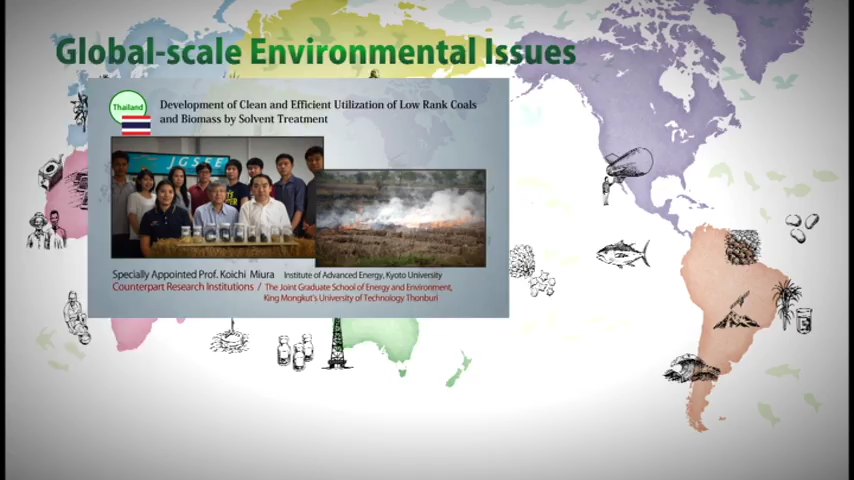 Global-scale Environmental Issues
Thailand
Development of Clean and Efficient Utilization of Low Rank Coals
and Biomass by Solvent Treatment
JGSEE
Specially Appointed Prof. Koichi Miura Institute of Advanced Energy, Kyoto University
Counterpart Research Institutions / The Joint Graduate School of Energy and Environment,
King Mongkut's University of Technology Thonburi